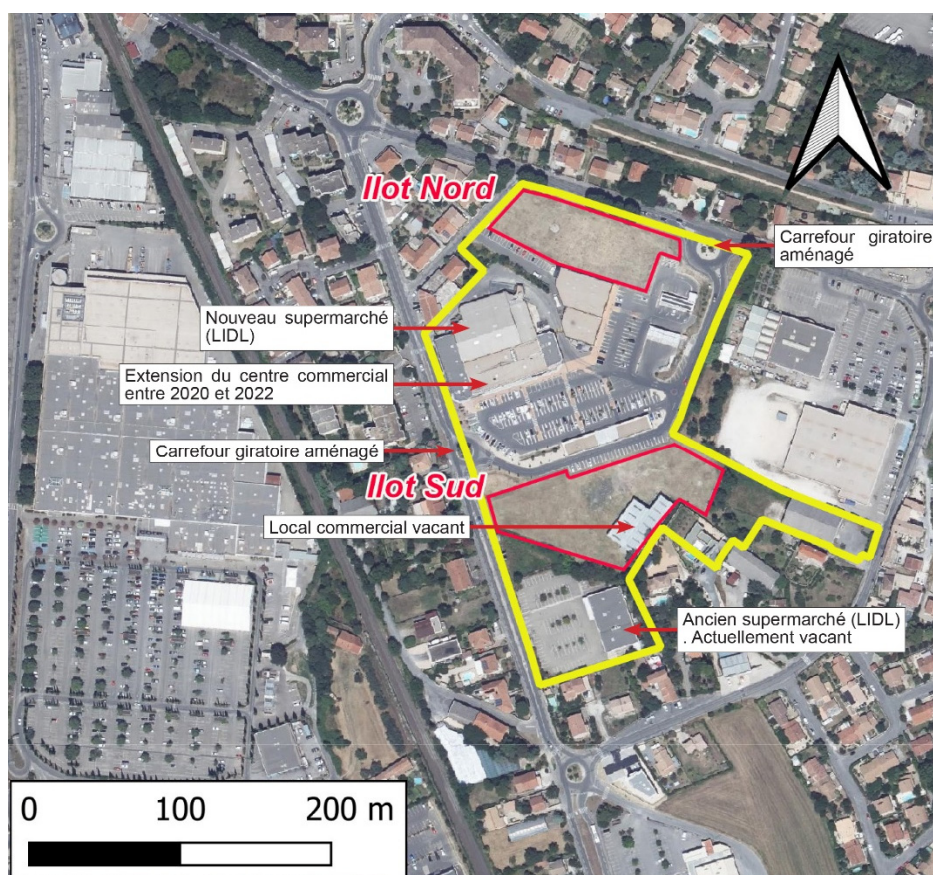 Ilot Nord
Carrefour giratoire
aménagé
Nouveau supermarché
(LIDL)
Extension du centre commercial
entre 2020 et 2022
Carrefour giratoire aménagé
Ilot Sud
Local commercial vacant
Ancien supermarché (LIDL)
. Actuellement vacant
0 100 200 m